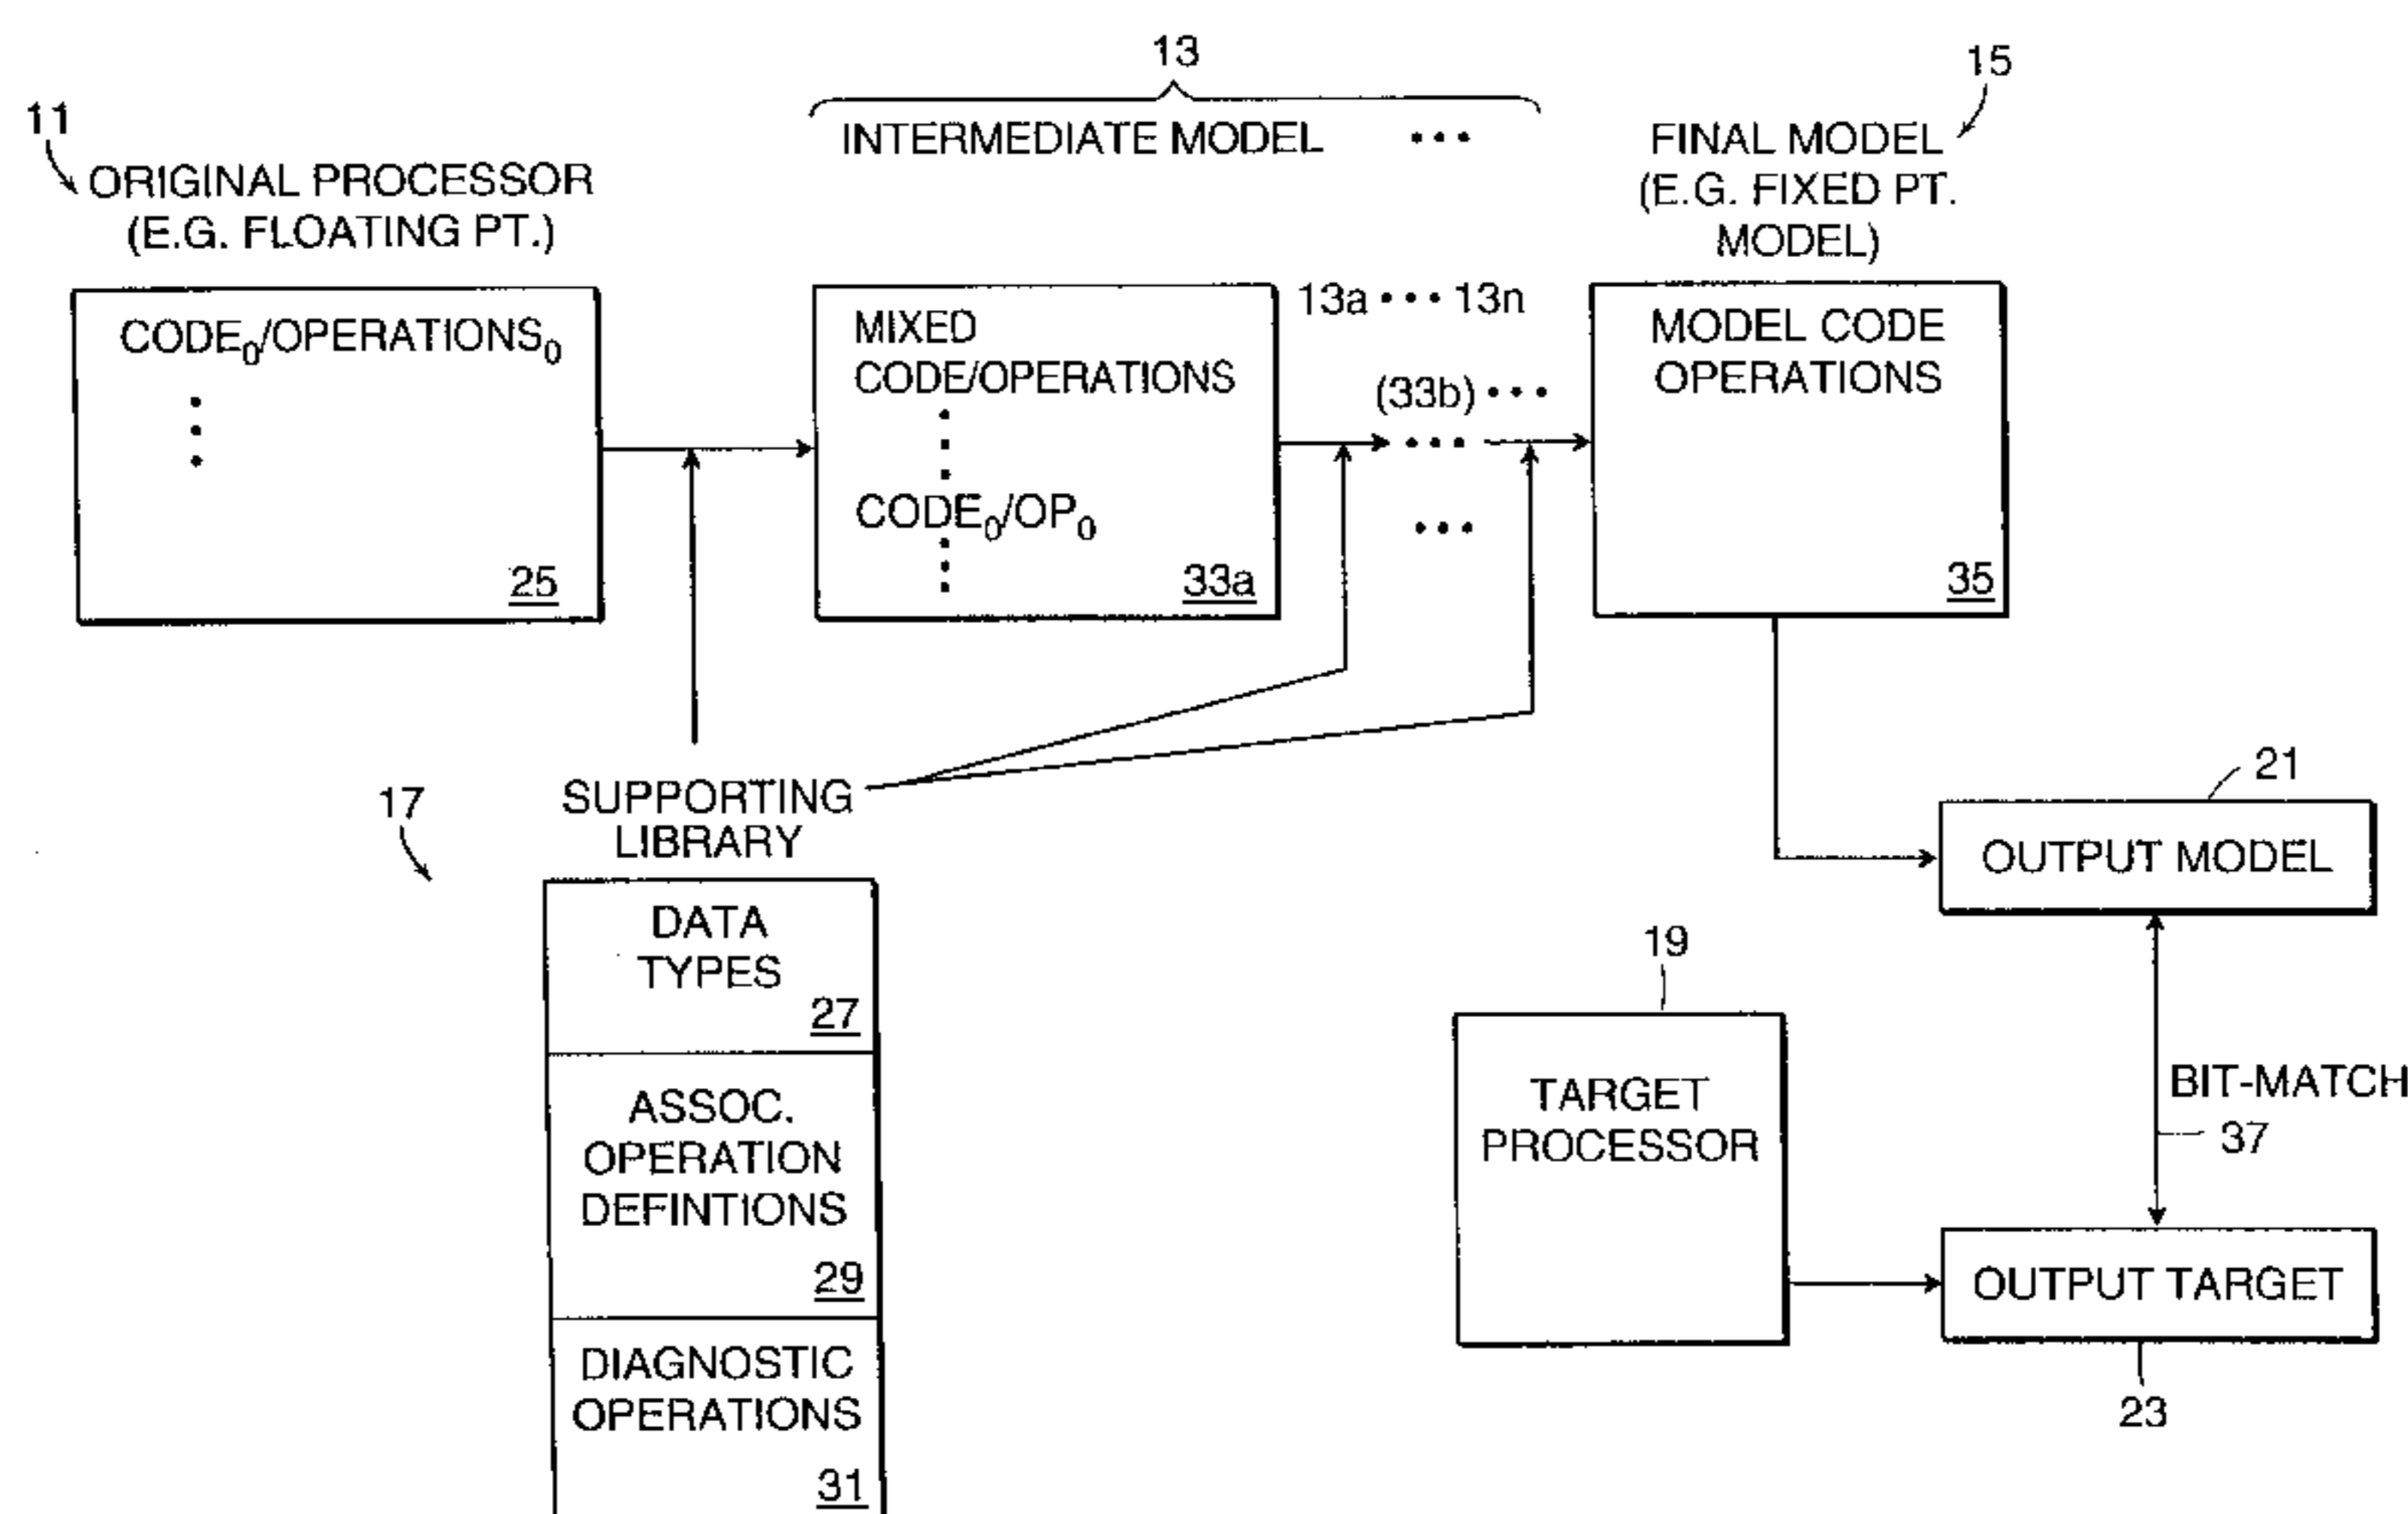 13
15
11
INTERMEDIATE MODEL •••
FINAL MODEL
(E.G. FIXED PT.
MODEL)
ORIGINAL PROCESSOR
(E.G. FLOATING PT.)
CODE₀/OPERATIONS₀
25
MIXED
CODE/OPERATIONS
CODE₀/OP₀
33a
13a ••• 13n
(33b) •••
•••
•••
MODEL CODE
OPERATIONS
35
17
SUPPORTING
LIBRARY
DATA
TYPES
27
ASSOC.
OPERATION
DEFINTIONS
29
DIAGNOSTIC
OPERATIONS
31
21
OUTPUT MODEL
19
TARGET
PROCESSOR
BIT-MATCH
37
OUTPUT TARGET
23